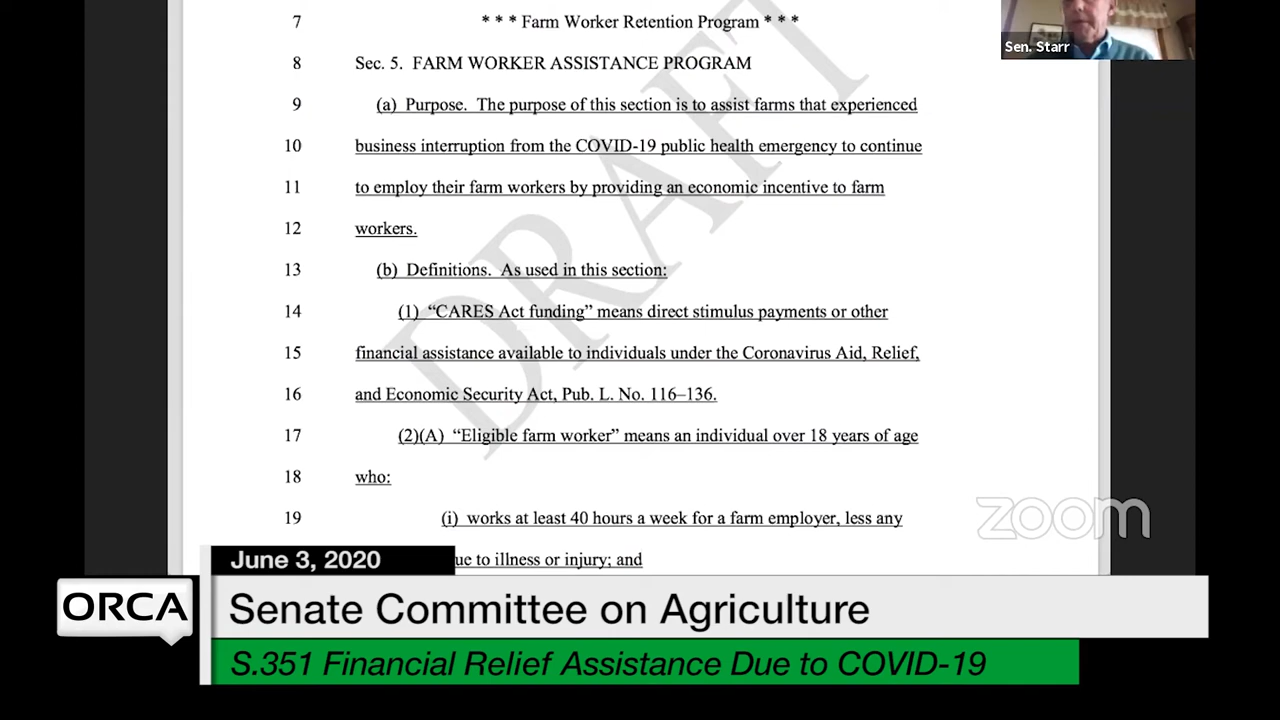 7 * * * Farm Worker Retention Program * * *
Sen. Starr
8 Sec. 5. FARM WORKER ASSISTANCE PROGRAM
9 (a) Purpose. The purpose of this section is to assist farms that experienced
10 business interruption from the COVID-19 public health emergency to continue
11 to employ their farm workers by providing an economic incentive to farm
12 workers.
13 (b) Definitions. As used in this section:
14 (1) “CARES Act funding” means direct stimulus payments or other
15 financial assistance available to individuals under the Coronavirus Aid, Relief,
16 and Economic Security Act, Pub. L. No. 116–136.
17 (2)(A) “Eligible farm worker” means an individual over 18 years of age
18 who:
19 (i) works at least 40 hours a week for a farm employer, less any
ue to illness or injury; and
DRAFT
zoom
June 3, 2020
ORCA
Senate Committee on Agriculture
S.351 Financial Relief Assistance Due to COVID-19